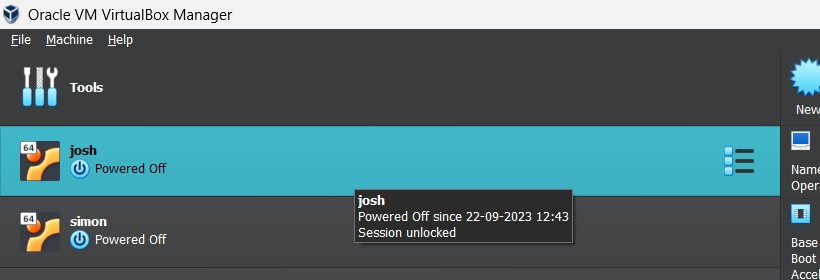 Oracle VM VirtualBox Manager
File Machine Help
Tools
New
64
josh
Powered Off
Name
Opera
josh
Powered Off since 22-09-2023 12:43
Session unlocked
64
simon
Powered Off
Base
Boot
Accel